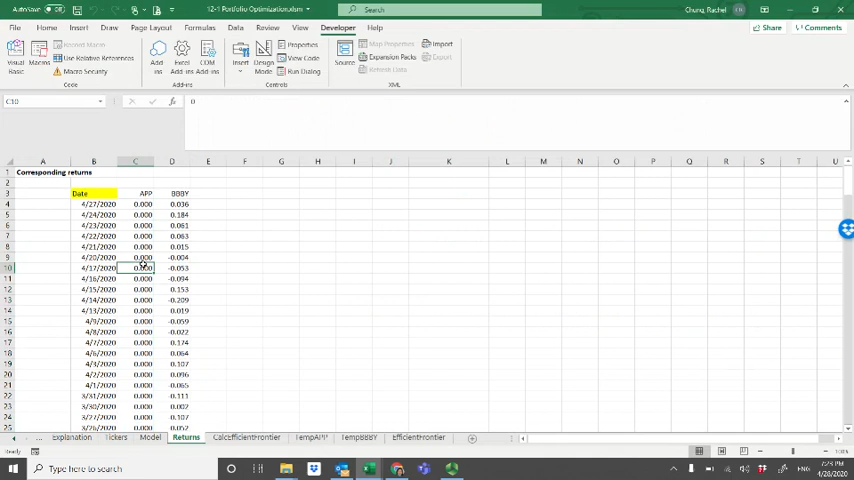 AutoSave Off 12-1 Portfolio Optimization.xlsm Search Chung, Rachel
File Home Insert Draw Page Layout Formulas Data Review View Developer Help Share Comments
Visual Basic Macros Record Macro Use Relative References Macro Security Add-ins Excel Add-ins COM Add-ins Insert Design Mode Properties View Code Run Dialog Source Map Properties Expansion Packs Refresh Data Import Export
Code Add-ins Controls XML
C10 fx 0
A B C D E F G H I J K L M N O P Q R S T U
1 Corresponding returns
2
3 Date APP BBBY
4 4/27/2020 0.000 0.036
5 4/24/2020 0.000 0.184
6 4/23/2020 0.000 0.061
7 4/22/2020 0.000 0.063
8 4/21/2020 0.000 0.015
9 4/20/2020 0.000 -0.004
10 4/17/2020 0.000 -0.053
11 4/16/2020 0.000 -0.094
12 4/15/2020 0.000 0.153
13 4/14/2020 0.000 -0.209
14 4/13/2020 0.000 0.019
15 4/9/2020 0.000 -0.059
16 4/8/2020 0.000 -0.022
17 4/7/2020 0.000 0.174
18 4/6/2020 0.000 0.064
19 4/3/2020 0.000 0.107
20 4/2/2020 0.000 0.096
21 4/1/2020 0.000 -0.065
22 3/31/2020 0.000 -0.111
23 3/30/2020 0.000 0.002
24 3/27/2020 0.000 -0.107
25 3/26/2020 0.000 0.052
... Explanation Tickers Model Returns CalcEfficientFrontier TempAPP TempBBBY EfficientFrontier
Ready 100%
Type here to search ENG 7:23 PM
4/28/2020